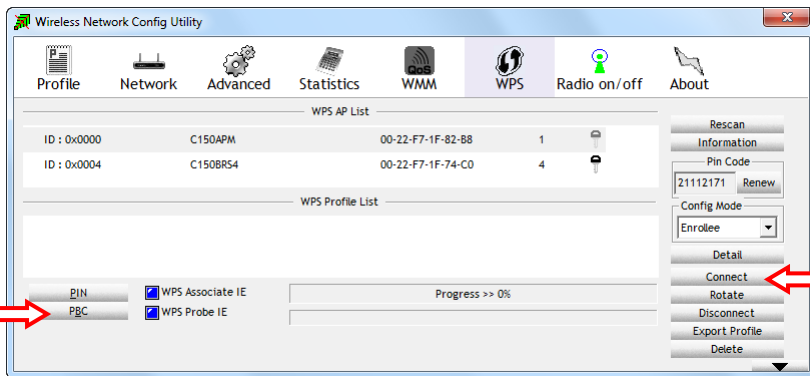 Wireless Network Config Utility
Profile Network Advanced Statistics QoS WMM WPS Radio on/off About
WPS AP List
ID : 0x0000 C150APM 00-22-F7-1F-82-B8 1
ID : 0x0004 C150BRS4 00-22-F7-1F-74-C0 4
WPS Profile List
Rescan
Information
Pin Code
21112171 Renew
Config Mode
Enrollee
Detail
Connect
Rotate
Disconnect
Export Profile
Delete
PIN WPS Associate IE Progress >> 0%
PBC WPS Probe IE